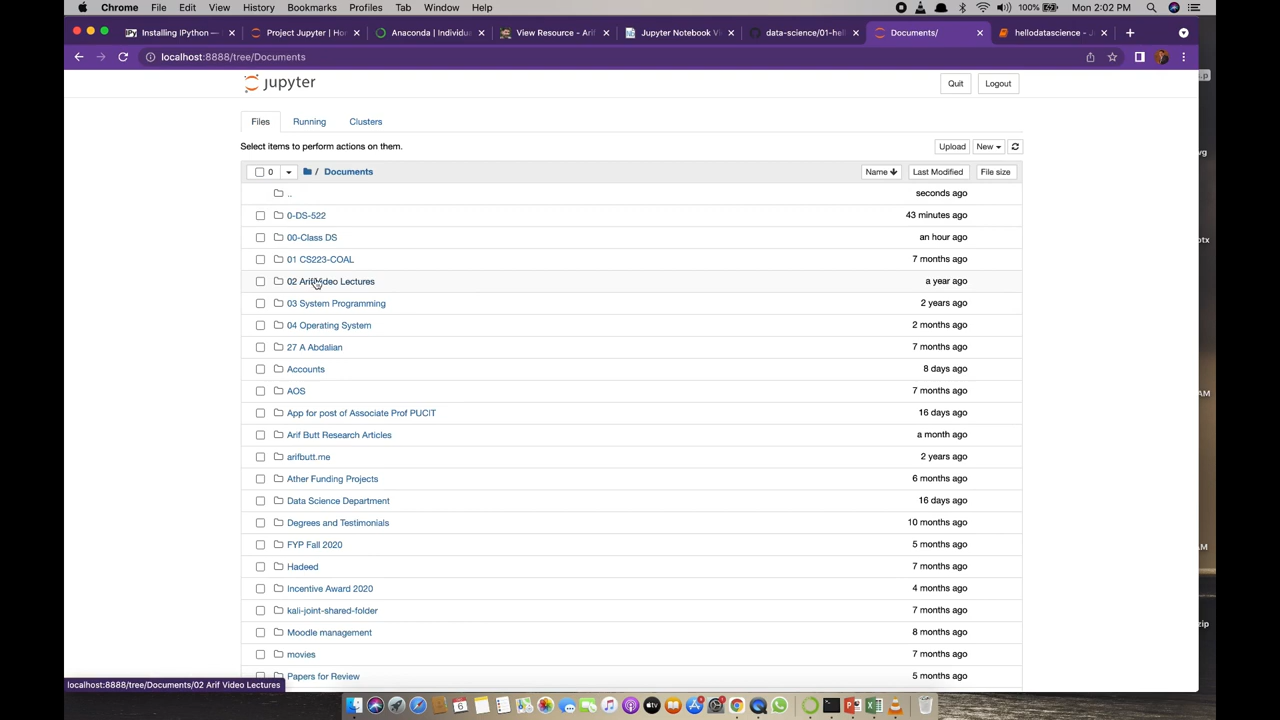 Chrome File Edit View History Bookmarks Profiles Tab Window Help 100% Mon 2:02 PM
IPy Installing IPython — Project Jupyter | Ho Anaconda | Individua View Resource - Ari Jupyter Notebook Vi data-science/01-hel Documents/ hellodatascience - J
localhost:8888/tree/Documents
jupyter Quit Logout
Files Running Clusters
Select items to perform actions on them. Upload New
0 / Documents Name Last Modified File size
.. seconds ago
0-DS-522 43 minutes ago
00-Class DS an hour ago
01 CS223-COAL 7 months ago
02 Arif Video Lectures a year ago
03 System Programming 2 years ago
04 Operating System 2 months ago
27 A Abdalian 7 months ago
Accounts 8 days ago
AOS 7 months ago
App for post of Associate Prof PUCIT 16 days ago
Arif Butt Research Articles a month ago
arifbutt.me 2 years ago
Ather Funding Projects 6 months ago
Data Science Department 16 days ago
Degrees and Testimonials 10 months ago
FYP Fall 2020 5 months ago
Hadeed 7 months ago
Incentive Award 2020 4 months ago
kali-joint-shared-folder 7 months ago
Moodle management 8 months ago
movies 7 months ago
Papers for Review 5 months ago
localhost:8888/tree/Documents/02 Arif Video Lectures
s.p
vg
otx
AM
AM
zip